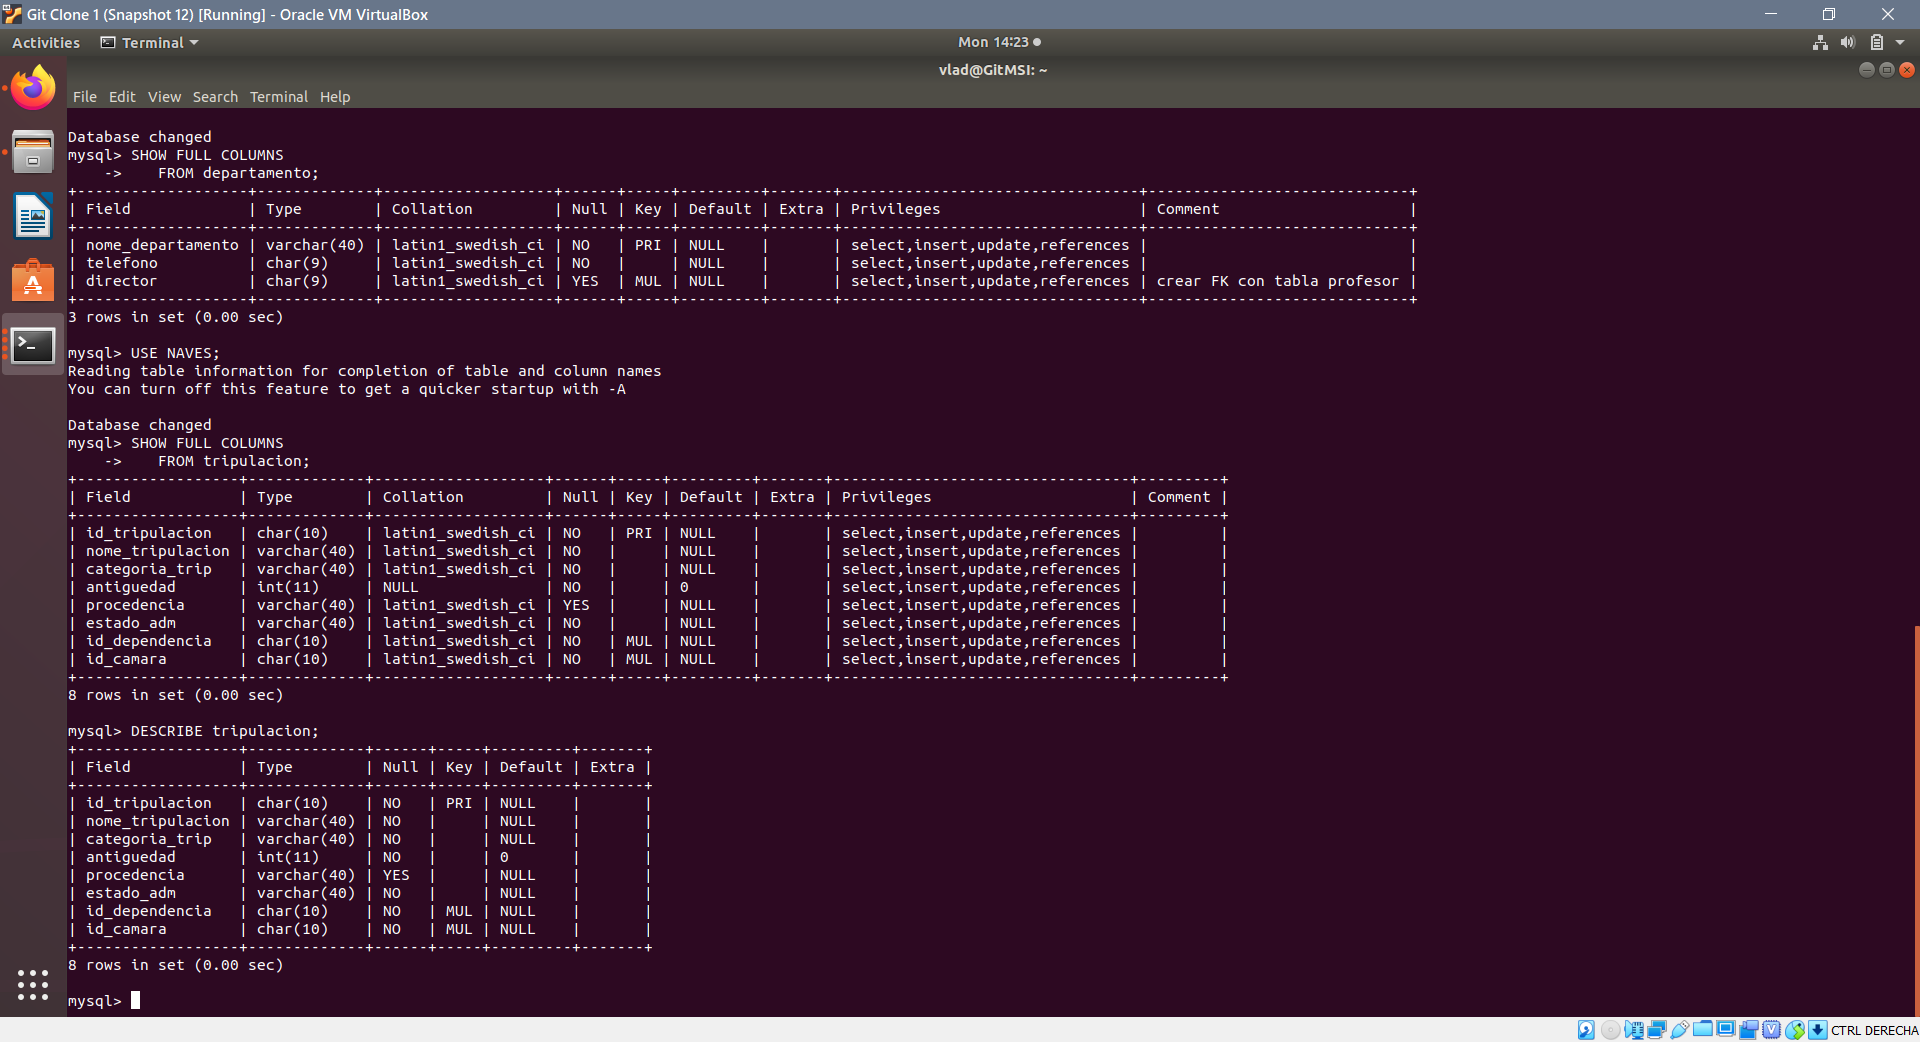 Git Clone 1 (Snapshot 12) [Running] - Oracle VM VirtualBox
Activities Terminal Mon 14:23
vlad@GitMSI: ~
File Edit View Search Terminal Help
Database changed
mysql> SHOW FULL COLUMNS
    ->    FROM departamento;
+-------------------+-------------+-------------------+------+-----+---------+-------+---------------------------------+-----------------------------+
| Field             | Type        | Collation         | Null | Key | Default | Extra | Privileges                      | Comment                     |
+-------------------+-------------+-------------------+------+-----+---------+-------+---------------------------------+-----------------------------+
| nome_departamento | varchar(40) | latin1_swedish_ci | NO   | PRI | NULL    |       | select,insert,update,references |                             |
| telefono          | char(9)     | latin1_swedish_ci | NO   |     | NULL    |       | select,insert,update,references |                             |
| director          | char(9)     | latin1_swedish_ci | YES  | MUL | NULL    |       | select,insert,update,references | crear FK con tabla profesor |
+-------------------+-------------+-------------------+------+-----+---------+-------+---------------------------------+-----------------------------+
3 rows in set (0.00 sec)
mysql> USE NAVES;
Reading table information for completion of table and column names
You can turn off this feature to get a quicker startup with -A
Database changed
mysql> SHOW FULL COLUMNS
    ->    FROM tripulacion;
+------------------+-------------+-------------------+------+-----+---------+-------+---------------------------------+---------+
| Field            | Type        | Collation         | Null | Key | Default | Extra | Privileges                      | Comment |
+------------------+-------------+-------------------+------+-----+---------+-------+---------------------------------+---------+
| id_tripulacion   | char(10)    | latin1_swedish_ci | NO   | PRI | NULL    |       | select,insert,update,references |         |
| nome_tripulacion | varchar(40) | latin1_swedish_ci | NO   |     | NULL    |       | select,insert,update,references |         |
| categoria_trip   | varchar(40) | latin1_swedish_ci | NO   |     | NULL    |       | select,insert,update,references |         |
| antiguedad       | int(11)     | NULL              | NO   |     | 0       |       | select,insert,update,references |         |
| procedencia      | varchar(40) | latin1_swedish_ci | YES  |     | NULL    |       | select,insert,update,references |         |
| estado_adm       | varchar(40) | latin1_swedish_ci | NO   |     | NULL    |       | select,insert,update,references |         |
| id_dependencia   | char(10)    | latin1_swedish_ci | NO   | MUL | NULL    |       | select,insert,update,references |         |
| id_camara        | char(10)    | latin1_swedish_ci | NO   | MUL | NULL    |       | select,insert,update,references |         |
+------------------+-------------+-------------------+------+-----+---------+-------+---------------------------------+---------+
8 rows in set (0.00 sec)
mysql> DESCRIBE tripulacion;
+------------------+-------------+------+-----+---------+-------+
| Field            | Type        | Null | Key | Default | Extra |
+------------------+-------------+------+-----+---------+-------+
| id_tripulacion   | char(10)    | NO   | PRI | NULL    |       |
| nome_tripulacion | varchar(40) | NO   |     | NULL    |       |
| categoria_trip   | varchar(40) | NO   |     | NULL    |       |
| antiguedad       | int(11)     | NO   |     | 0       |       |
| procedencia      | varchar(40) | YES  |     | NULL    |       |
| estado_adm       | varchar(40) | NO   |     | NULL    |       |
| id_dependencia   | char(10)    | NO   | MUL | NULL    |       |
| id_camara        | char(10)    | NO   | MUL | NULL    |       |
+------------------+-------------+------+-----+---------+-------+
8 rows in set (0.00 sec)
mysql>
CTRL DERECHA